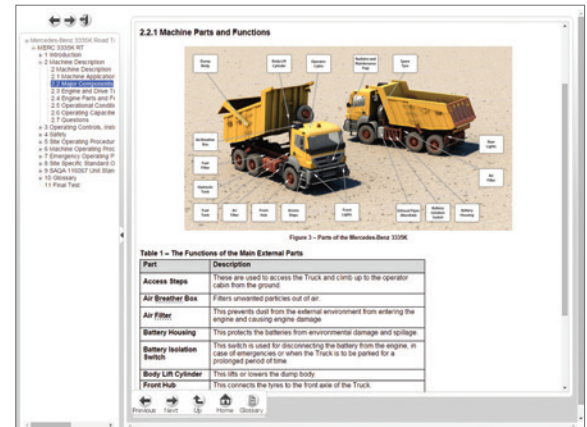 Mercedes-Benz 3335K Road T
MERC 3335K RT
1 Introduction
2 Machine Description
2 Machine Description
2.1 Machine Application
2.2 Major Components
2.3 Engine and Drive T
2.4 Engine Parts and F
2.5 Operational Conditi
2.6 Operating Capacitie
2.7 Questions
3 Operating Controls, Instr
4 Safety
5 Site Operating Procedur
6 Machine Operating Proc
7 Emergency Operating P
8 Site Specific Standard O
9 SAQA 116067 Unit Stan
10 Glossary
11 Final Test
2.2.1 Machine Parts and Functions
Dump Body
Body Lift Cylinder
Operator Cabin
Radiator and Maintenance Flap
Spare Tyre
Air Breather Box
Fuel Filter
Hydraulic Tank
Fuel Tank
Air Filter
Front Hub
Access Steps
Front Lights
Exhaust Pipes Manifolds
Battery Isolation Switch
Battery Housing
Rear Lights
Air Filter
Figure 3 – Parts of the Mercedes-Benz 3335K
Table 1 – The Functions of the Main External Parts
Part Description
Access Steps These are used to access the Truck and climb up to the operator
cabin from the ground.
Air Breather Box Filters unwanted particles out of air.
Air Filter This prevents dust from the external environment from entering the
engine and causing engine damage.
Battery Housing This protects the batteries from environmental damage and spillage.
Battery Isolation Switch This switch is used for disconnecting the battery from the engine, in
case of emergencies or when the Truck is to be parked for a
prolonged period of time.
Body Lift Cylinder This lifts or lowers the dump body.
Front Hub This connects the tyres to the front axle of the Truck.
Previous Next Up Home Glossary